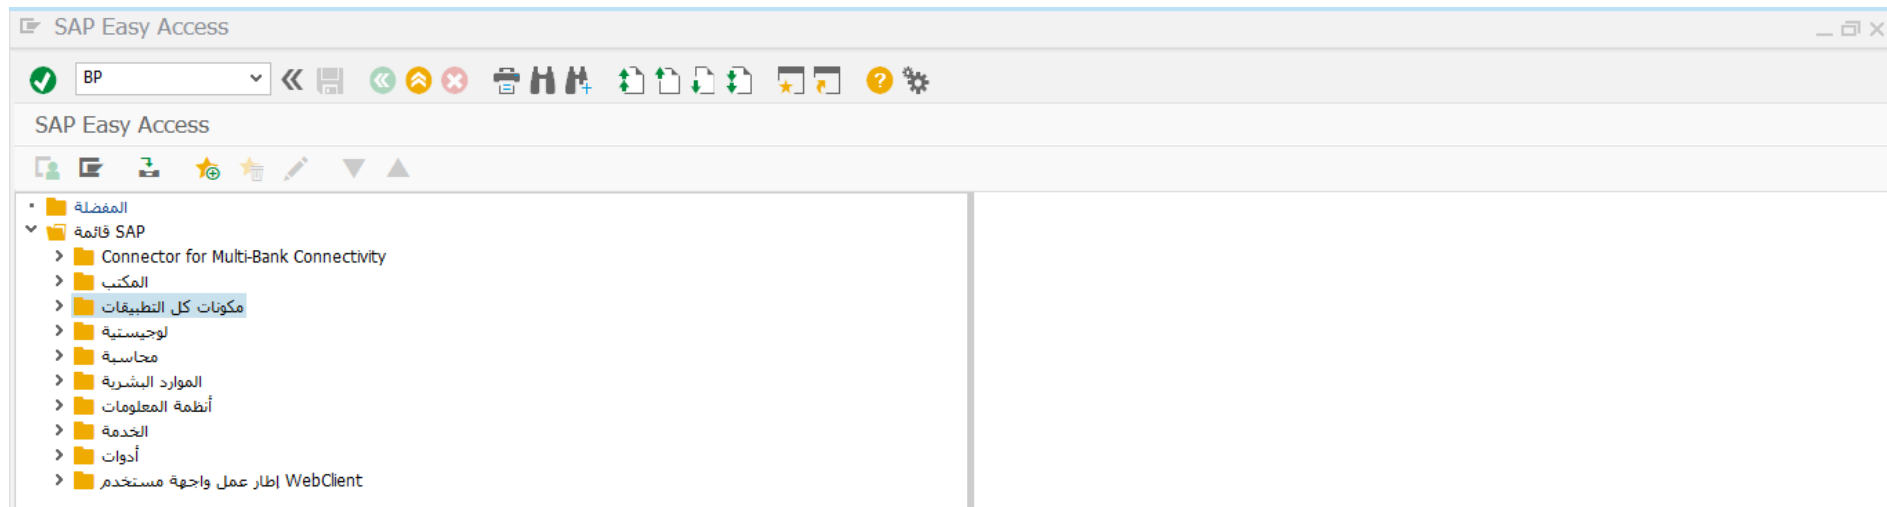 SAP Easy Access
BP
SAP Easy Access
المفضلة
قائمة SAP
Connector for Multi-Bank Connectivity
المكتب
مكونات كل التطبيقات
لوجيستية
محاسبة
الموارد البشرية
أنظمة المعلومات
الخدمة
أدوات
إطار عمل واجهة مستخدم WebClient